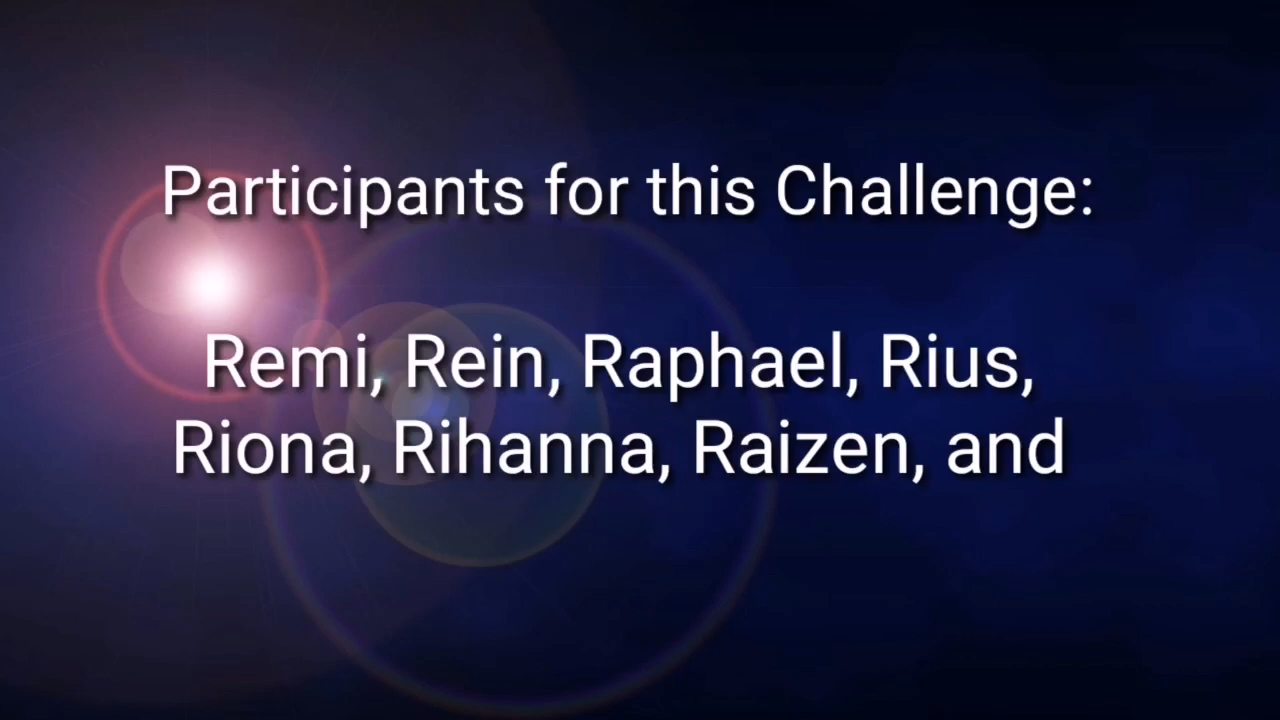 Participants for this Challenge:
Remi, Rein, Raphael, Rius,
Riona, Rihanna, Raizen, and